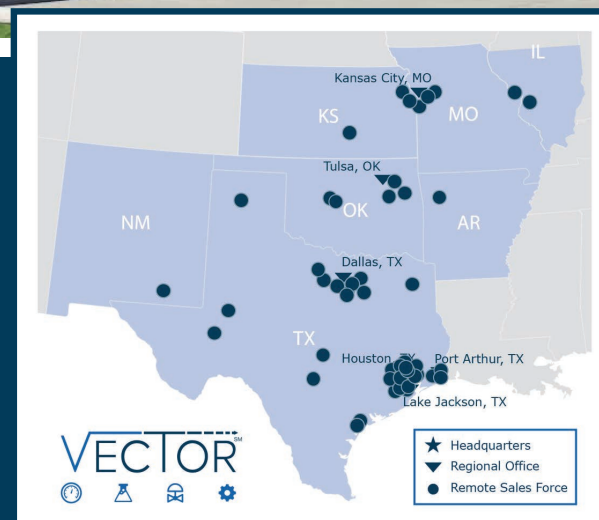 IL
Kansas City, MO
KS
MO
Tulsa, OK
OK
AR
NM
Dallas, TX
TX
Houston, TX
Port Arthur, TX
Lake Jackson, TX
VECTOR SM
Headquarters
Regional Office
Remote Sales Force